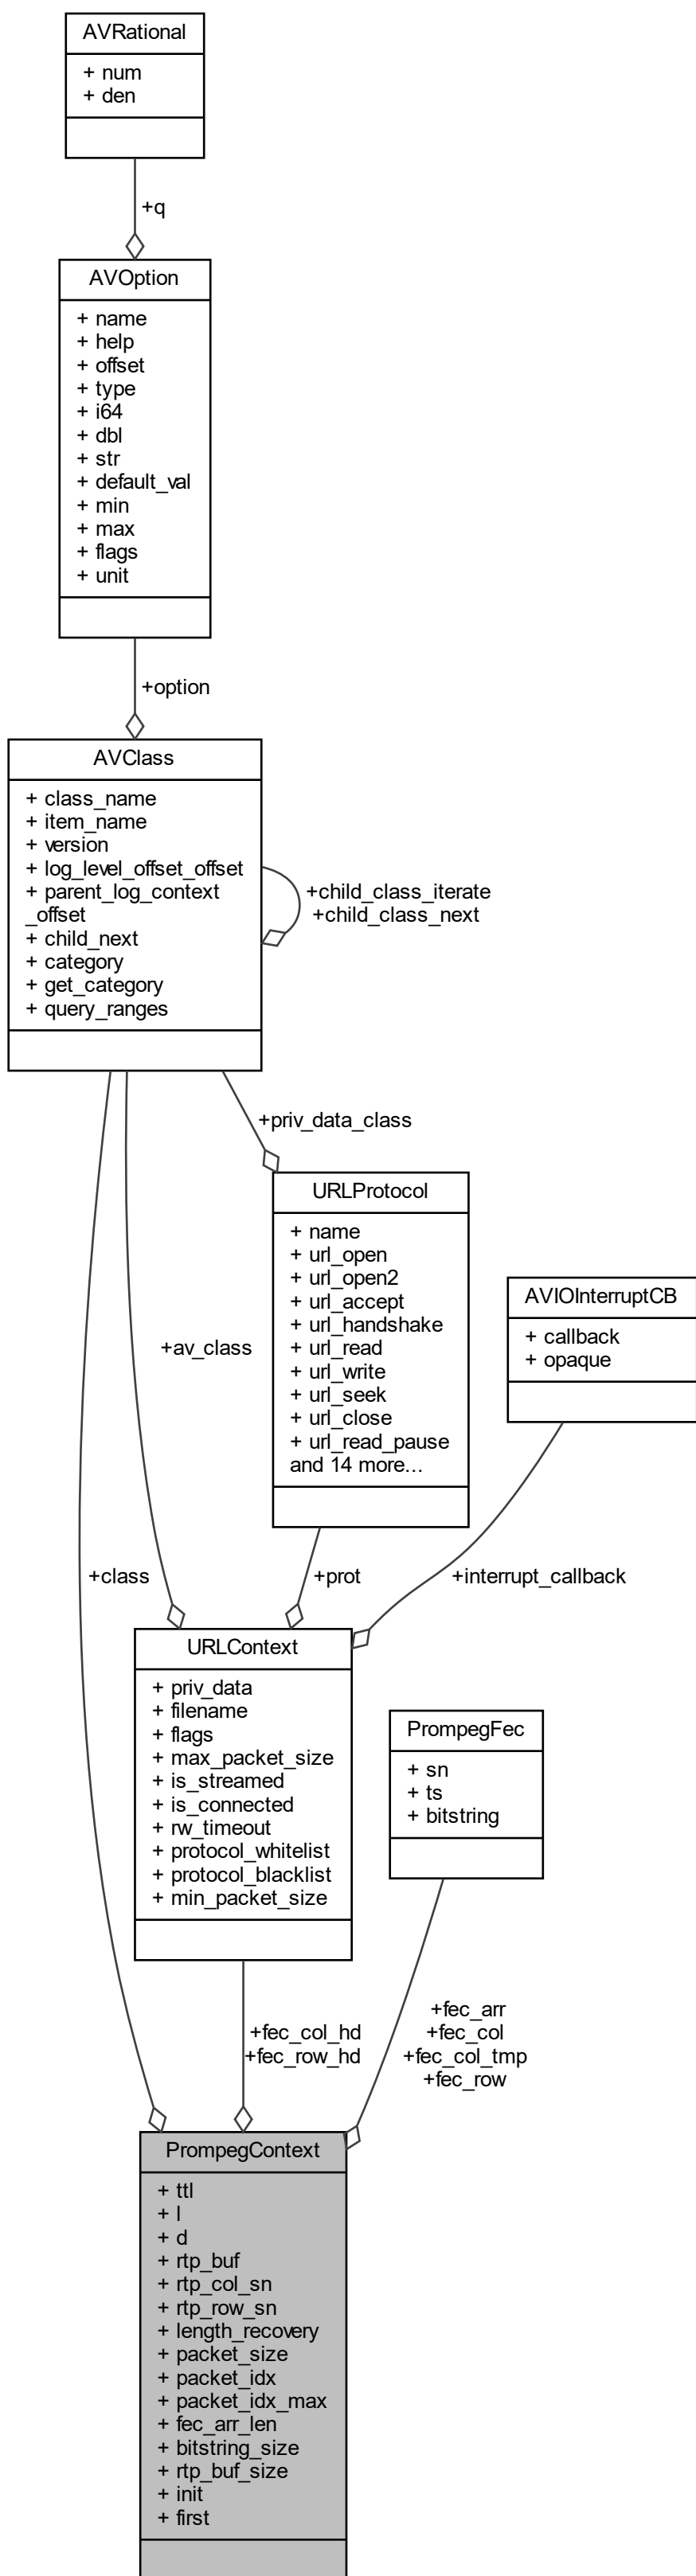 AVRational
+ num
+ den
+q
AVOption
+ name
+ help
+ offset
+ type
+ i64
+ dbl
+ str
+ default_val
+ min
+ max
+ flags
+ unit
+option
AVClass
+ class_name
+ item_name
+ version
+ log_level_offset_offset
+ parent_log_context
_offset
+ child_next
+ category
+ get_category
+ query_ranges
+child_class_iterate
+child_class_next
+priv_data_class
URLProtocol
+ name
+ url_open
+ url_open2
+ url_accept
+ url_handshake
+ url_read
+ url_write
+ url_seek
+ url_close
+ url_read_pause
and 14 more...
AVIOInterruptCB
+ callback
+ opaque
+av_class
+class
+prot
+interrupt_callback
URLContext
+ priv_data
+ filename
+ flags
+ max_packet_size
+ is_streamed
+ is_connected
+ rw_timeout
+ protocol_whitelist
+ protocol_blacklist
+ min_packet_size
PrompegFec
+ sn
+ ts
+ bitstring
+fec_col_hd
+fec_row_hd
+fec_arr
+fec_col
+fec_col_tmp
+fec_row
PrompegContext
+ ttl
+ l
+ d
+ rtp_buf
+ rtp_col_sn
+ rtp_row_sn
+ length_recovery
+ packet_size
+ packet_idx
+ packet_idx_max
+ fec_arr_len
+ bitstring_size
+ rtp_buf_size
+ init
+ first